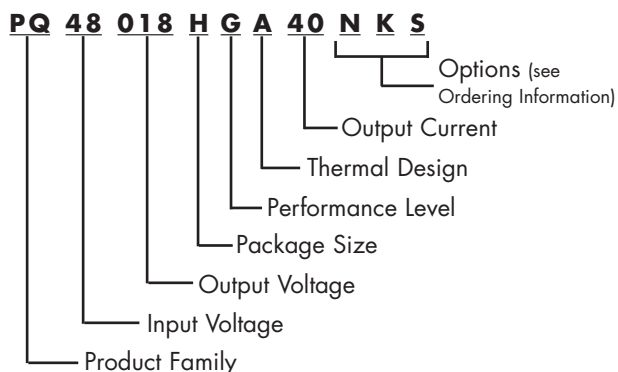 PQ 48 018 H G A 40 N K S
Options (see
Ordering Information)
Output Current
Thermal Design
Performance Level
Package Size
Output Voltage
Input Voltage
Product Family